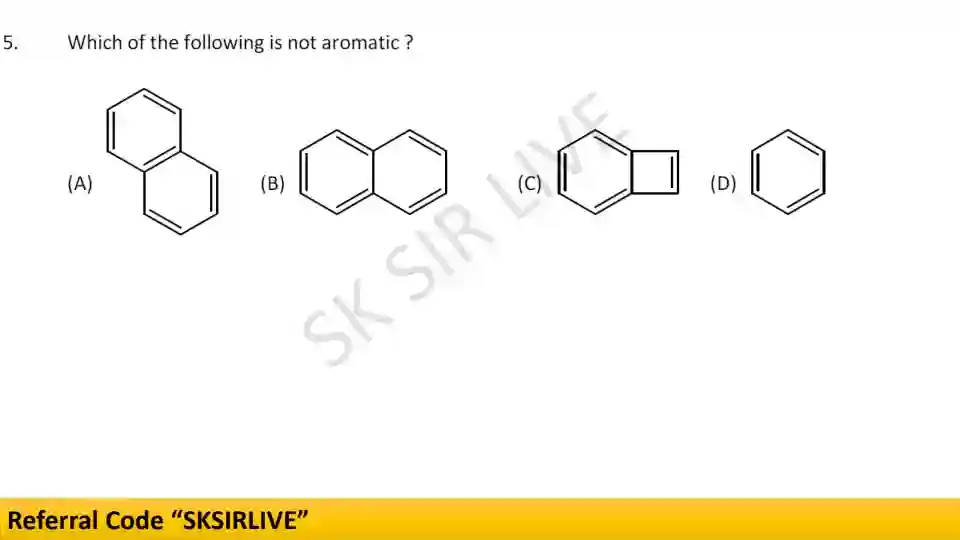 5. Which of the following is not aromatic ?
(A) (B) (C) (D)
SK SIR LIVE
Referral Code “SKSIRLIVE”